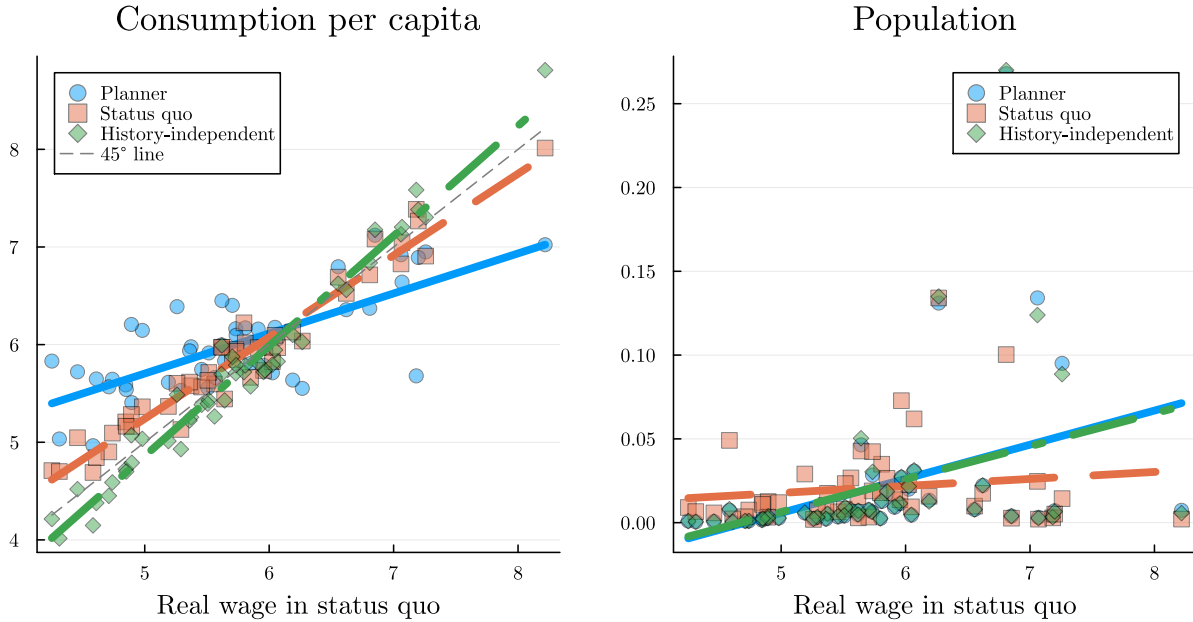 Consumption per capita
Planner
Status quo
History-independent
45° line
8
7
6
5
4
5
6
7
8
Real wage in status quo
Population
Planner
Status quo
History-independent
0.25
0.20
0.15
0.10
0.05
0.00
5
6
7
8
Real wage in status quo